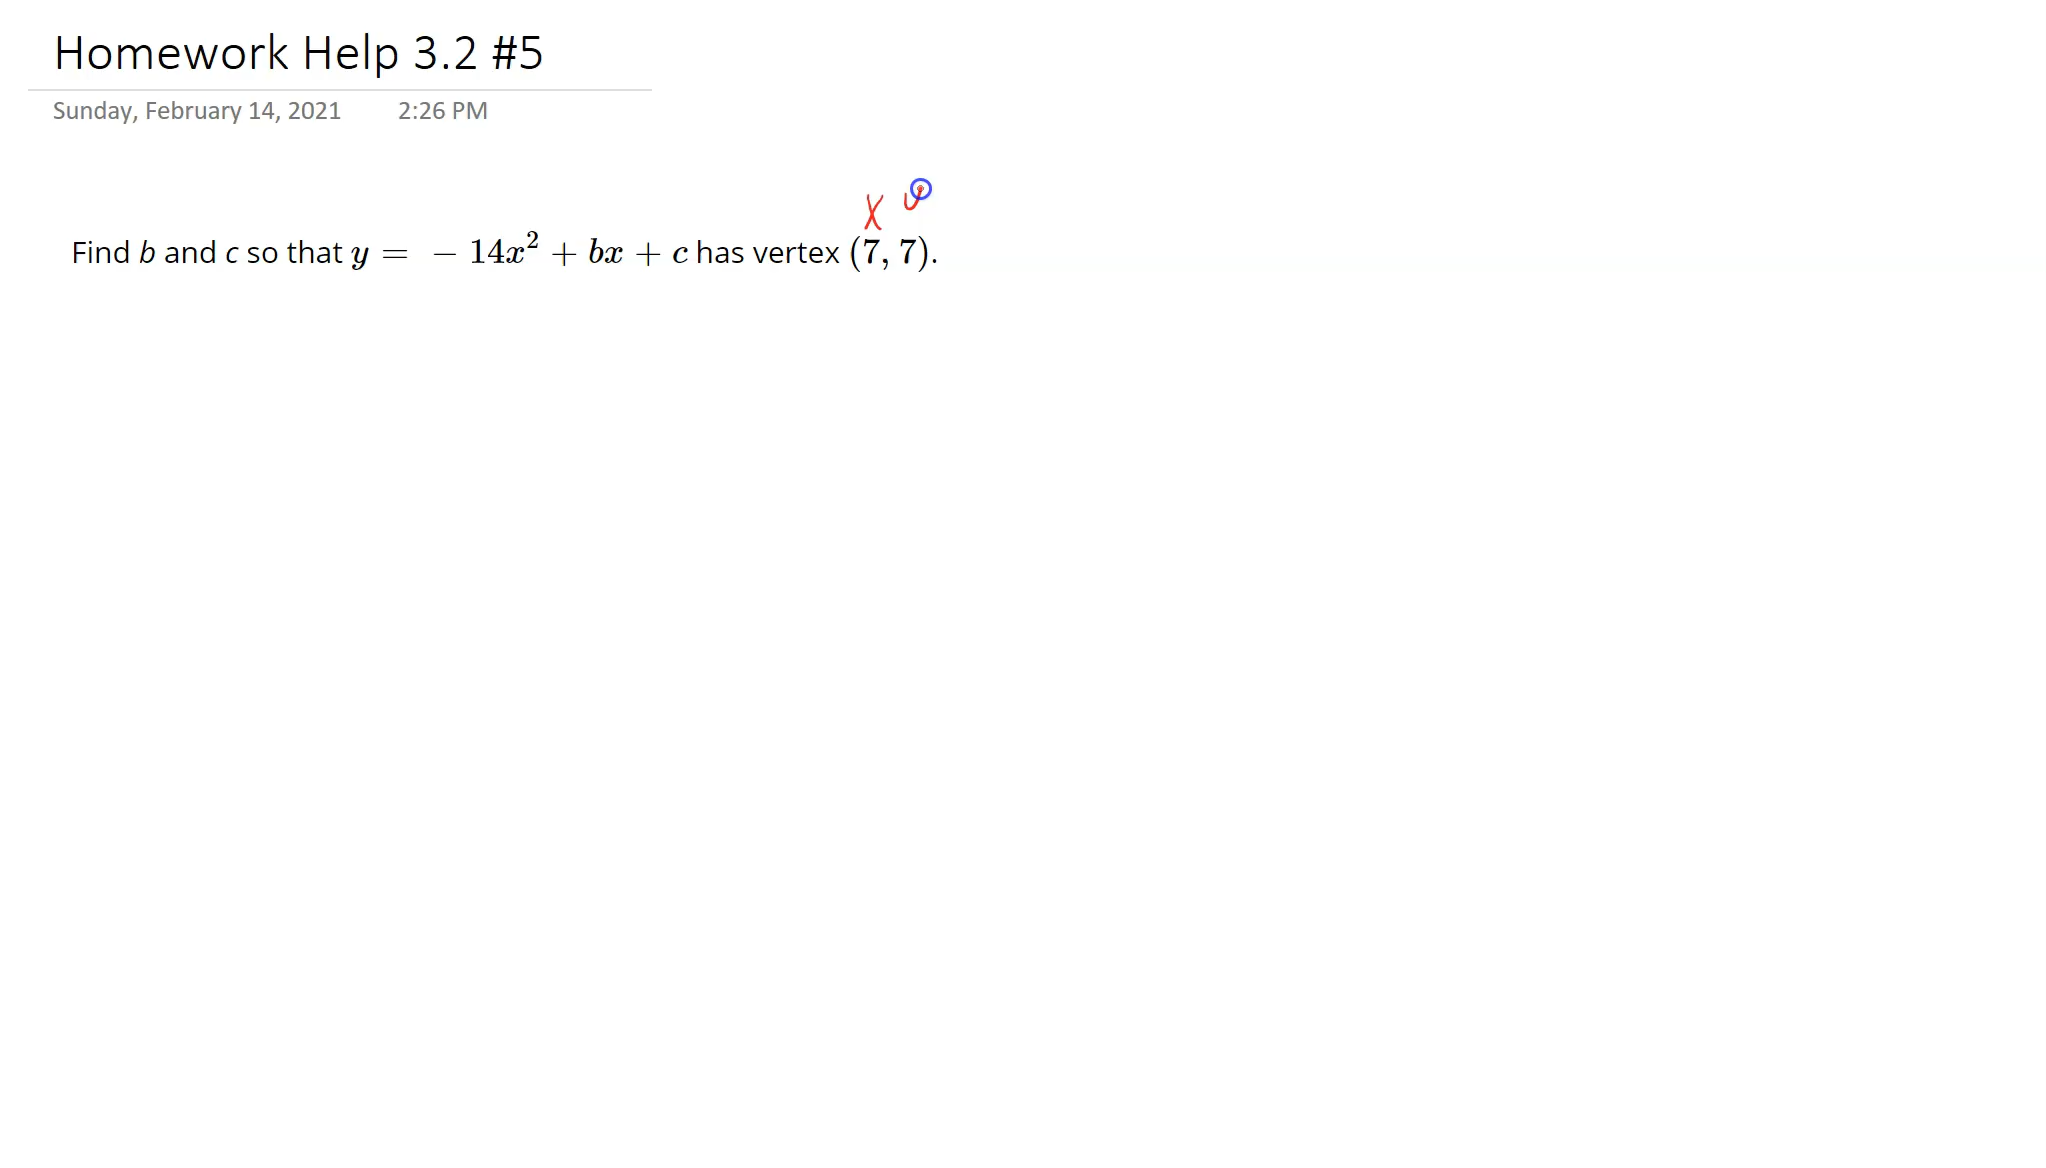 Homework Help 3.2 #5
Sunday, February 14, 2021 2:26 PM
X
Find b and c so that y = − 14x² + bx + c has vertex (7, 7).